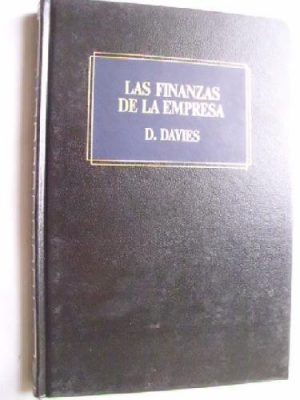 LAS FINANZAS
DE LA EMPRESA
D. DAVIES